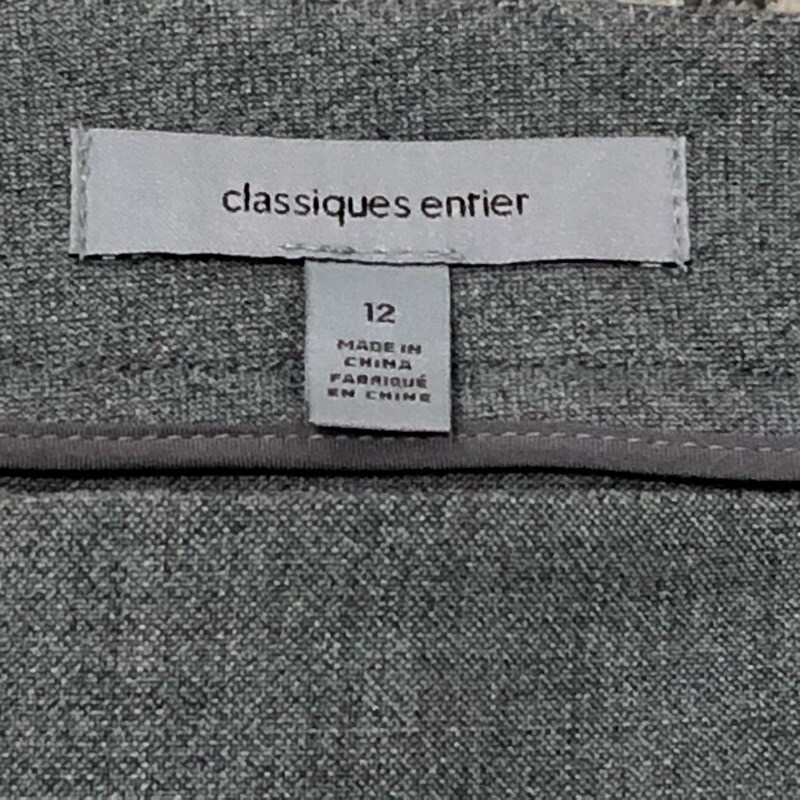 classiques entier
12
MADE IN
CHINA
FABRIQUÉ
EN CHINE